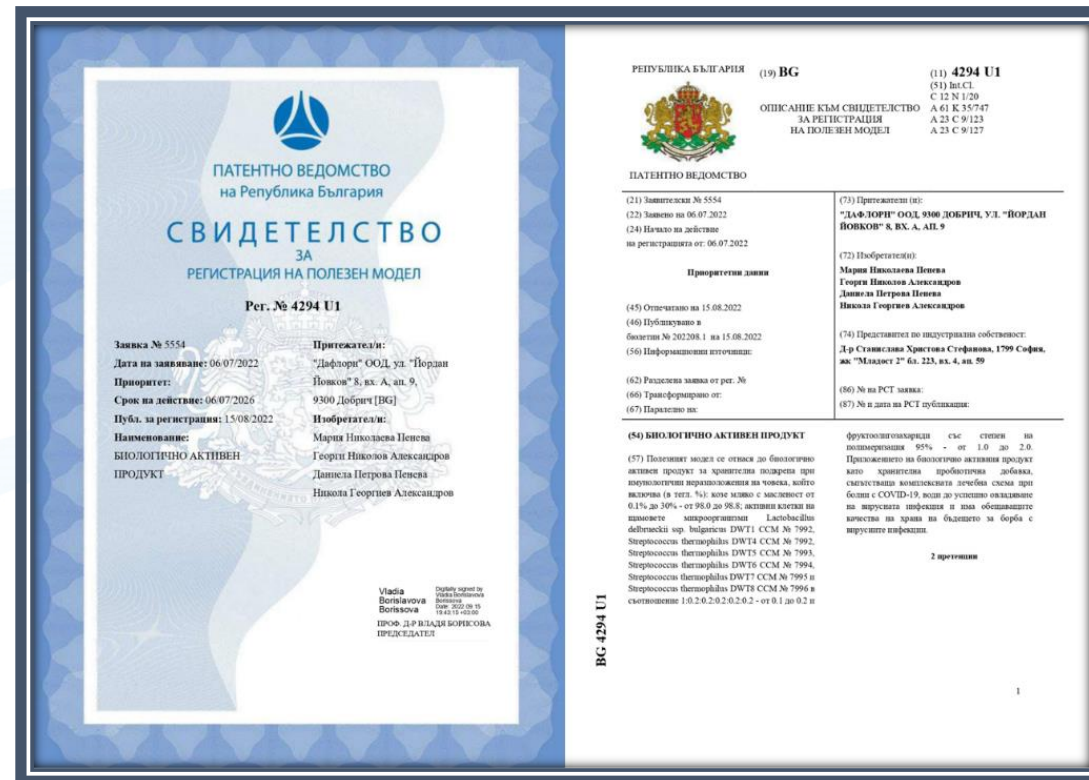 ПАТЕНТНО ВЕДОМСТВО
на Република България
СВИДЕТЕЛСТВО
ЗА
РЕГИСТРАЦИЯ НА ПОЛЕЗЕН МОДЕЛ
Рег. № 4294 U1
Заявка № 5554
Дата на заявяване: 06/07/2022
Приоритет:
Срок на действие: 06/07/2026
Публ. за регистрация: 15/08/2022
Наименование:
БИОЛОГИЧНО АКТИВЕН
ПРОДУКТ
Притежател/и:
"Дафлорн" ООД, ул. "Йордан
Йовков" 8, вх. А, ап. 9,
9300 Добрич [BG]
Изобретател/и:
Мария Николаева Пенева
Георги Николов Александров
Даниела Петрова Пенева
Никола Георгиев Александров
Vladia
Borislavova
Borissova
Digitally signed by
Vladia Borislavova
Borissova
Date: 2022.09.15
19:43:15 +03:00
ПРОФ. Д-Р ВЛАДЯ БОРИСОВА
ПРЕДСЕДАТЕЛ
РЕПУБЛИКА БЪЛГАРИЯ
ПАТЕНТНО ВЕДОМСТВО
(19) BG
ОПИСАНИЕ КЪМ СВИДЕТЕЛСТВО
ЗА РЕГИСТРАЦИЯ
НА ПОЛЕЗЕН МОДЕЛ
(11) 4294 U1
(51) Int.Cl.
C 12 N 1/20
A 61 K 35/747
A 23 C 9/123
A 23 C 9/127
(21) Заявителски № 5554
(22) Заявено на 06.07.2022
(24) Начало на действие
на регистрацията от: 06.07.2022
Приоритетни данни
(45) Отпечатано на 15.08.2022
(46) Публикувано в
бюлетин № 202208.1 на 15.08.2022
(56) Информационни източници:
(62) Разделена заявка от рег. №
(66) Трансформирано от:
(67) Паралелно на:
(73) Притежател(и):
"ДАФЛОРН" ООД, 9300 ДОБРИЧ, УЛ. "ЙОРДАН
ЙОВКОВ" 8, ВХ. А, АП. 9
(72) Изобретател(и):
Мария Николаева Пенева
Георги Николов Александров
Даниела Петрова Пенева
Никола Георгиев Александров
(74) Представител по индустриална собственост:
Д-р Станислава Христова Стефанова, 1799 София,
жк "Младост 2" бл. 223, вх. 4, ап. 59
(86) № на РСТ заявка:
(87) № и дата на РСТ публикация:
(54) БИОЛОГИЧНО АКТИВЕН ПРОДУКТ
(57) Полезният модел се отнася до биологично
активен продукт за хранителна подкрепа при
имунологични неразположения на човека, който
включва (в тегл. %): козе мляко с масленост от
0.1% до 30% - от 98.0 до 98.8; активни клетки на
щамовете микроорганизми Lactobacillus
delbrueckii ssp. bulgaricus DWT1 CCM № 7992,
Streptococcus thermophilus DWT4 CCM № 7992,
Streptococcus thermophilus DWT5 CCM № 7993,
Streptococcus thermophilus DWT6 CCM № 7994,
Streptococcus thermophilus DWT7 CCM № 7995 и
Streptococcus thermophilus DWT8 CCM № 7996 в
съотношение 1:0.2:0.2:0.2:0.2:0.2 - от 0.1 до 0.2 и
фруктоолигозахариди със степен на
полимеризация 95% - от 1.0 до 2.0.
Приложението на биологично активния продукт
като хранителна пробиотична добавка,
съпътстваща комплексната лечебна схема при
болни с COVID-19, води до успешно овладяване
на вирусната инфекция и има обещаващите
качества на храна на бъдещето за борба с
вирусните инфекции.
2 претенции
BG 4294 U1
1